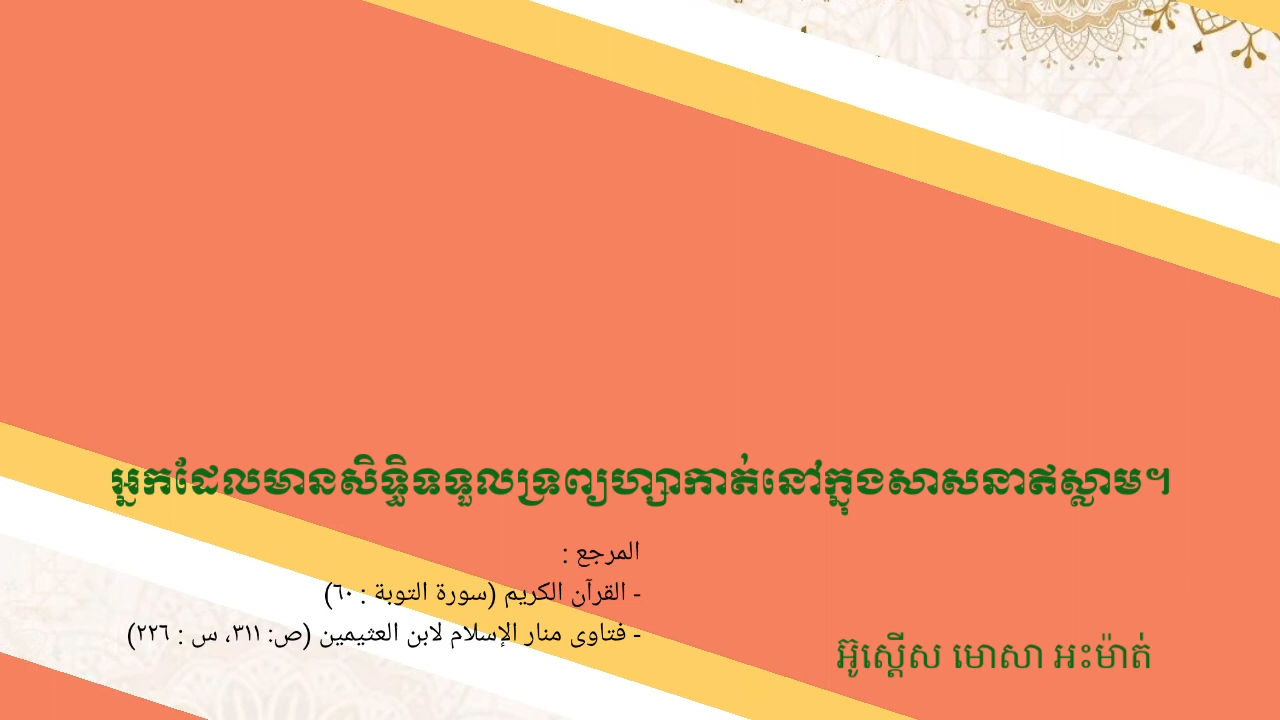 អ្នកដែលមានសិទ្ធិទទួលទ្រព្យហ្សាកាត់នៅក្នុងសាសនាឥស្លាម។
المرجع :
- القرآن الكريم (سورة التوبة : ٦٠)
- فتاوى منار الإسلام لابن العثيمين (ص: ٣١١، س : ٢٢٦)
អ៊ូស្តើស មោសា អះម៉ាត់